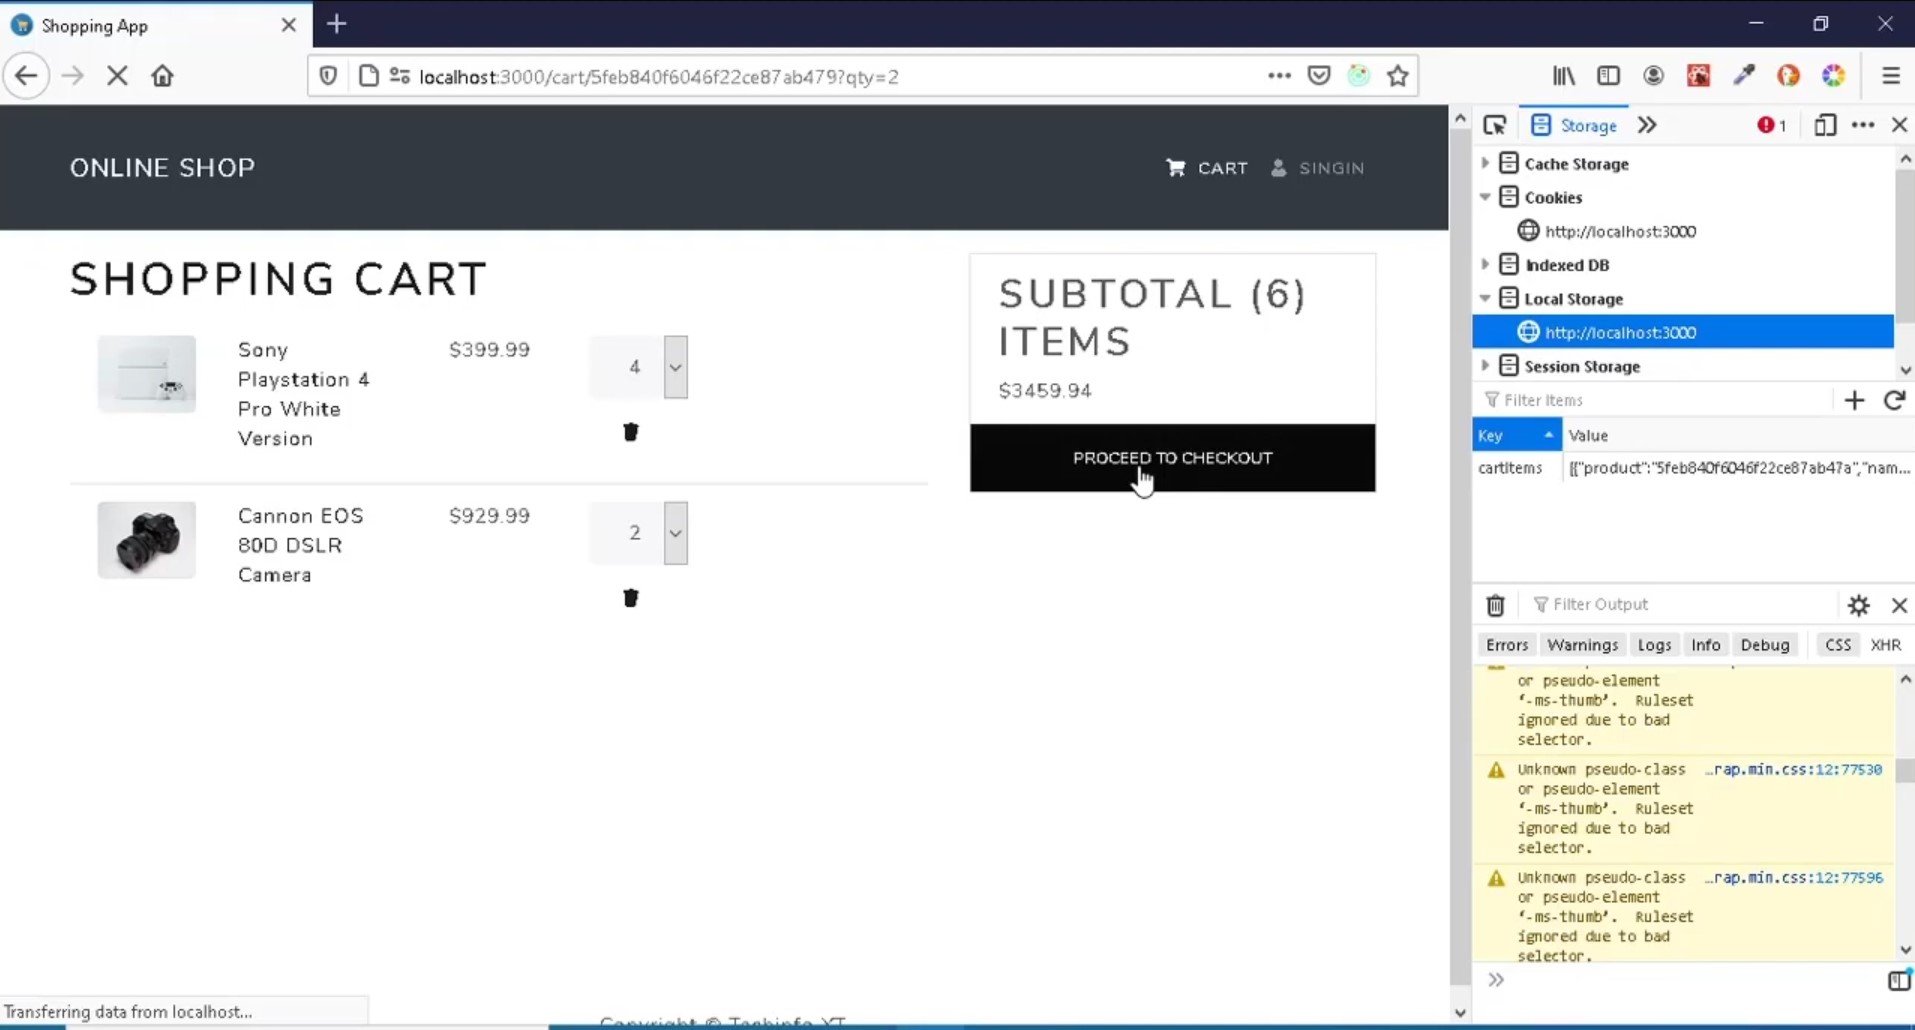 Shopping App
localhost:3000/cart/5feb840f6046f22ce87ab479?qty=2
ONLINE SHOP
CART
SINGIN
SHOPPING CART
Sony
Playstation 4
Pro White
Version
$399.99
4
Cannon EOS
80D DSLR
Camera
$929.99
2
SUBTOTAL (6)
ITEMS
$3459.94
PROCEED TO CHECKOUT
Transferring data from localhost...
Copyright © Techinfo YT
Storage
1
Cache Storage
Cookies
http://localhost:3000
Indexed DB
Local Storage
http://localhost:3000
Session Storage
Filter Items
Key Value
cartItems [{"product":"5feb840f6046f22ce87ab47a","nam...
Filter Output
Errors Warnings Logs Info Debug CSS XHR
or pseudo-element
‘-ms-thumb’. Ruleset
ignored due to bad
selector.
Unknown pseudo-class …rap.min.css:12:77530
or pseudo-element
‘-ms-thumb’. Ruleset
ignored due to bad
selector.
Unknown pseudo-class …rap.min.css:12:77596
or pseudo-element
‘-ms-thumb’. Ruleset
ignored due to bad
selector.